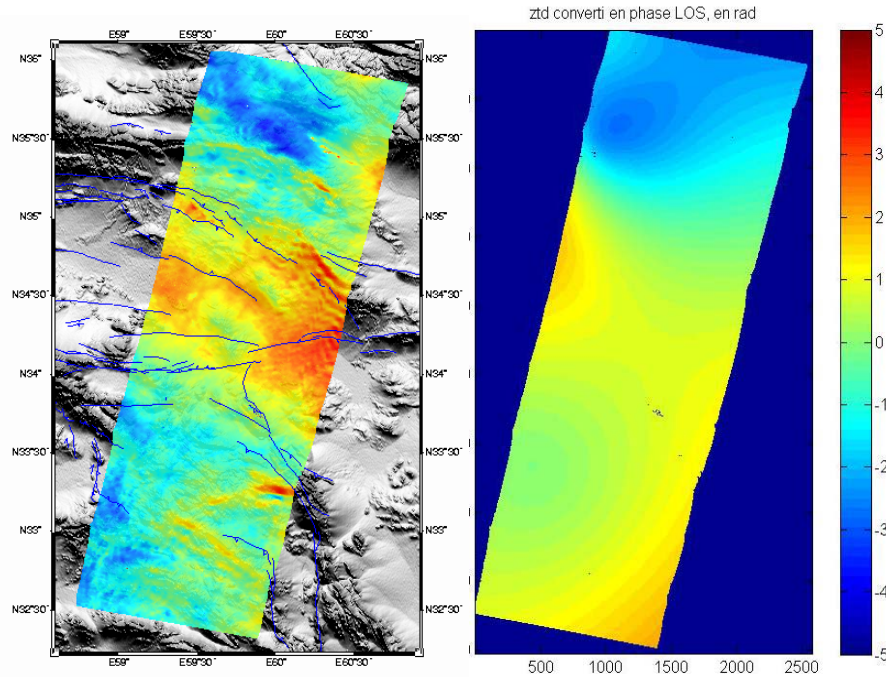 ztd converti en phase LOS, en rad
E59° E59°30' E60° E60°30'
N36°
N35°30'
N35°
N34°30'
N34°
N33°30'
N33°
N32°30'
E59° E59°30' E60° E60°30'
N36°
N35°30'
N35°
N34°30'
N34°
N33°30'
N33°
N32°30'
500 1000 1500 2000 2500
5
4
3
2
1
0
-1
-2
-3
-4
-5